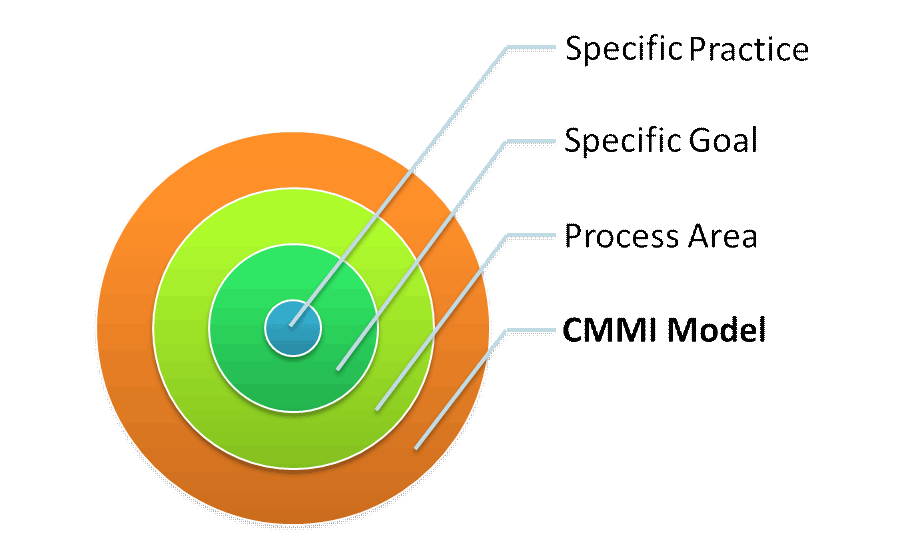 Specific Practice
Specific Goal
Process Area
CMMI Model